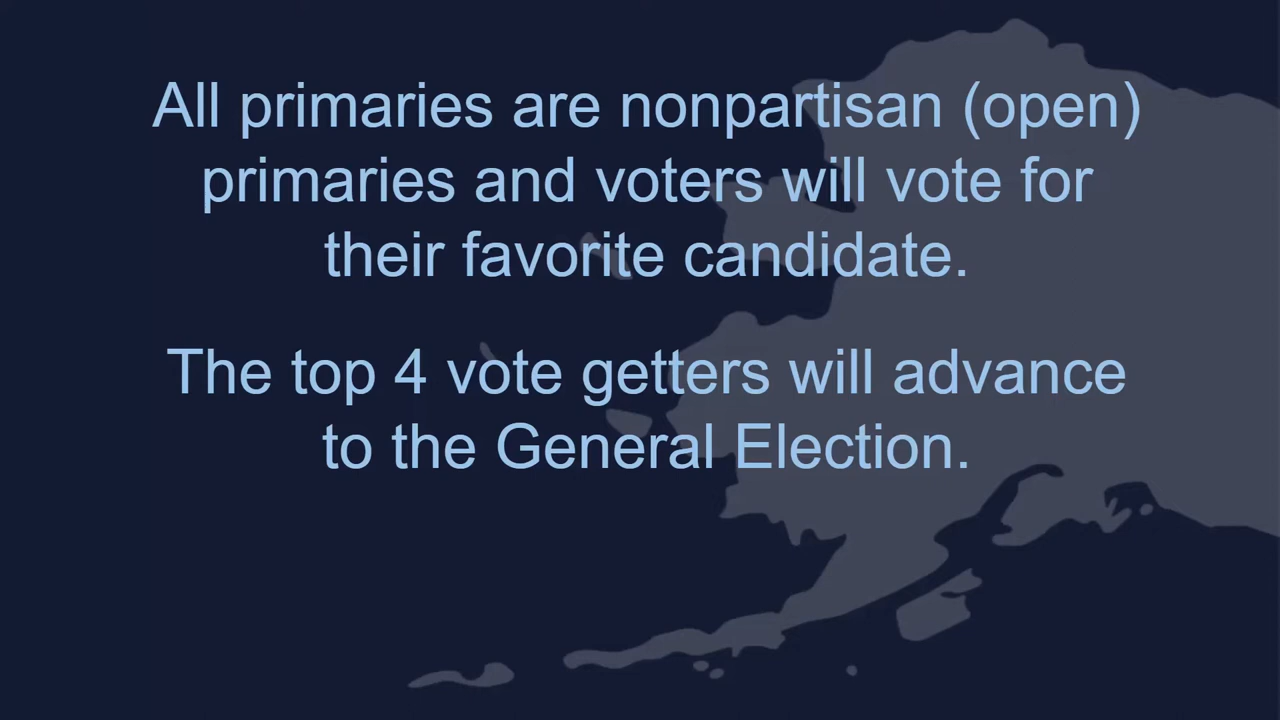 All primaries are nonpartisan (open)
primaries and voters will vote for
their favorite candidate.
The top 4 vote getters will advance
to the General Election.